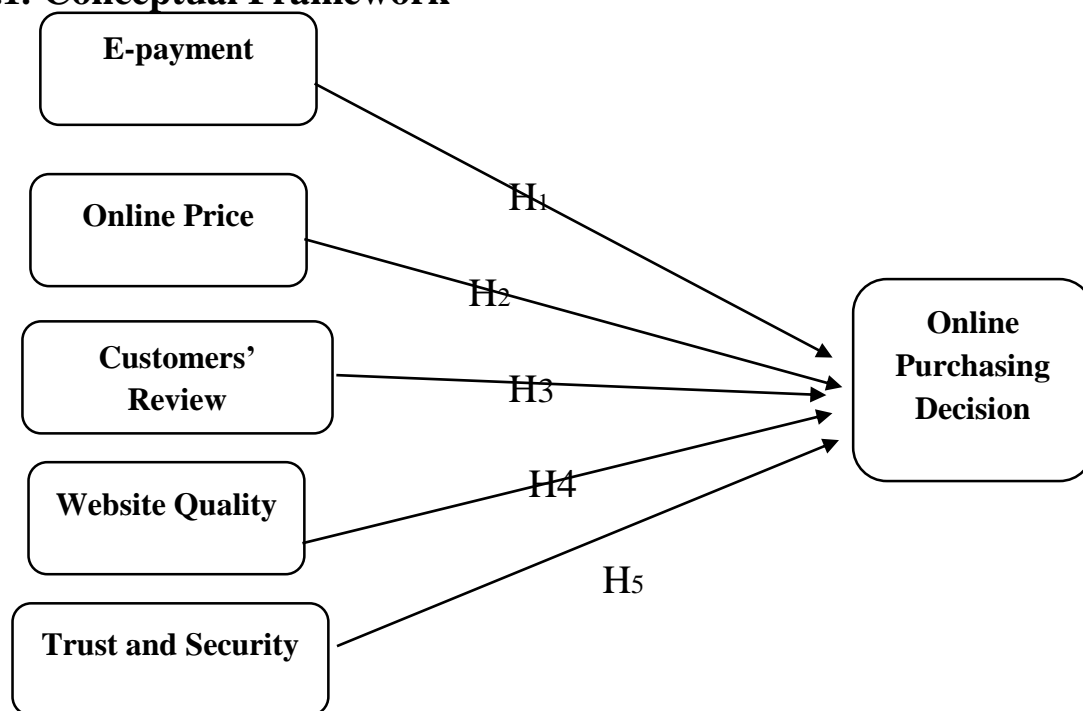 .1. Conceptual Framework
E-payment
H1
Online Price
H2
Customers’
Review
H3
Website Quality
H4
Trust and Security
H5
Online
Purchasing
Decision